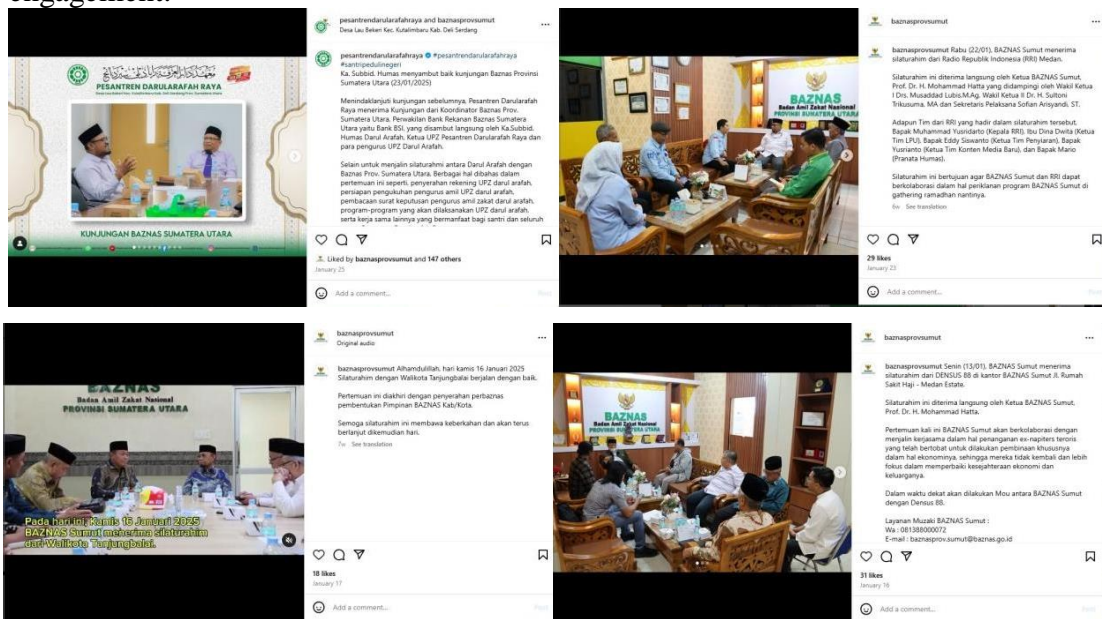 engagement.
PESANTREN DARULARAFAH RAYA
KUNJUNGAN BAZNAS SUMATERA UTARA
pesantrendarularafahraya and baznasprovsumut
Desa Lau Bekeri Kec. Kutalimbaru Kab. Deli Serdang
pesantrendarularafahraya #pesantrendarularafahraya
#santripedulinegeri
Ka. Subbid. Humas menyambut baik kunjungan Baznas Provinsi
Sumatera Utara (23/01/2025)
Menindaklanjuti kunjungan sebelumnya, Pesantren Darularafah
Raya menerima Kunjungan dari Koordinator Baznas Prov.
Sumatera Utara. Perwakilan Bank Rekanan Baznas Sumatera
Utara yaitu Bank BSI, yang disambut langsung oleh Ka.Subbid.
Humas Darul Arafah, Ketua UPZ Pesantren Darularafah Raya dan
para pengurus UPZ Darul Arafah.
Selain untuk menjalin silaturahmi antara Darul Arafah dengan
Baznas Prov. Sumatera Utara. Berbagai hal dibahas dalam
pertemuan ini seperti, penyerahan rekening UPZ darul arafah,
persiapan pengukuhan pengurus amil UPZ darul arafah,
pembacaan surat keputusan pengurus amil zakat darul arafah,
program-program yang akan dilaksanakan UPZ darul arafah,
serta kerja sama lainnya yang bermanfaat bagi santri dan seluruh
Liked by baznasprovsumut and 147 others
January 25
Add a comment...
Post
BAZNAS
Badan Amil Zakat Nasional
PROVINSI SUMATERA UTARA
baznasprovsumut
baznasprovsumut Rabu (22/01), BAZNAS Sumut menerima
silaturahim dari Radio Republik Indonesia (RRI) Medan.
Silaturahim ini diterima langsung oleh Ketua BAZNAS Sumut,
Prof. Dr. H. Mohammad Hatta yang didampingi oleh Wakil Ketua
I Drs. Musaddad Lubis.M.Ag, Wakil Ketua II Dr. H. Sultoni
Trikusuma, MA dan Sekretaris Pelaksana Sofian Arisyandi, ST.
Adapun Tim dari RRI yang hadir dalam silaturahim tersebut,
Bapak Muhammad Yusridarto (Kepala RRI), Ibu Dina Dwita (Ketua
Tim LPU), Bapak Eddy Siswanto (Ketua Tim Penyiaran), Bapak
Yusrianto (Ketua Tim Konten Media Baru), dan Bapak Mario
(Pranata Humas).
Silaturahim ini bertujuan agar BAZNAS Sumut dan RRI dapat
berkolaborasi dalam hal periklanan program BAZNAS Sumut di
gathering ramadhan nantinya.
6w See translation
29 likes
January 23
Add a comment...
Post
BAZNAS
Badan Amil Zakat Nasional
PROVINSI SUMATERA UTARA
Pada hari ini, Kamis 16 Januari 2025
BAZNAS Sumut menerima silaturahim
dari Walikota Tanjungbalai.
baznasprovsumut
Original audio
baznasprovsumut Alhamdulillah, hari kamis 16 Januari 2025
Silaturahim dengan Walikota Tanjungbalai berjalan dengan baik.
Pertemuan ini diakhiri dengan penyerahan perbaznas
pembentukan Pimpinan BAZNAS Kab/Kota.
Semoga silaturahim ini membawa keberkahan dan akan terus
berlanjut dikemudian hari.
7w See translation
18 likes
January 17
Add a comment...
Post
BAZNAS
Badan Amil Zakat Nasional
PROVINSI SUMATERA UTARA
baznasprovsumut
baznasprovsumut Senin (13/01), BAZNAS Sumut menerima
silaturahim dari DENSUS 88 di kantor BAZNAS Sumut Jl. Rumah
Sakit Haji - Medan Estate.
Silaturahim ini diterima langsung oleh Ketua BAZNAS Sumut,
Prof. Dr. H. Mohammad Hatta.
Pertemuan kali ini BAZNAS Sumut akan berkolaborasi dengan
menjalin kerjasama dalam hal penanganan ex-napiters teroris
yang telah bertobat untuk dilakukan pembinaan khususnya
dalam hal ekonominya, sehingga mereka tidak kembali dan lebih
fokus dalam memperbaiki kesejahteraan ekonomi dan
keluarganya.
Dalam waktu dekat akan dilakukan Mou antara BAZNAS Sumut
dengan Densus 88.
Layanan Muzaki BAZNAS Sumut :
Wa : 081388000072
E-mail : baznasprov.sumut@baznas.go.id
31 likes
January 16
Add a comment...
Post